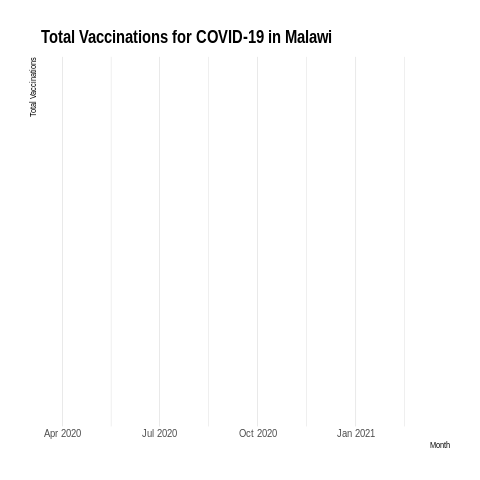 Total Vaccinations for COVID-19 in Malawi
Total Vaccinations
Apr 2020
Jul 2020
Oct 2020
Jan 2021
Month